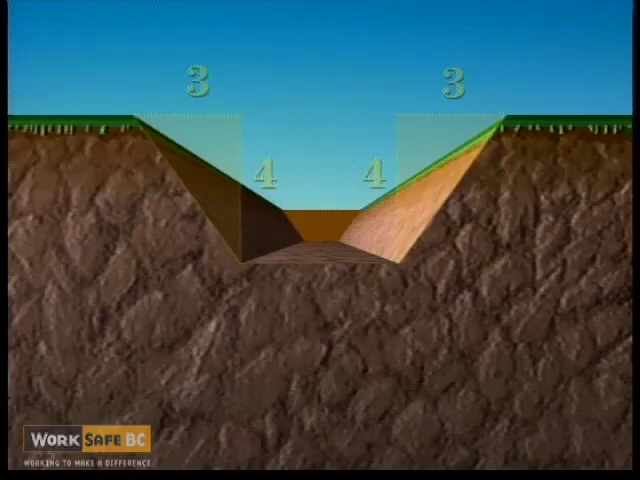 3 3
4 4
WORK SAFE BC
WORKING TO MAKE A DIFFERENCE